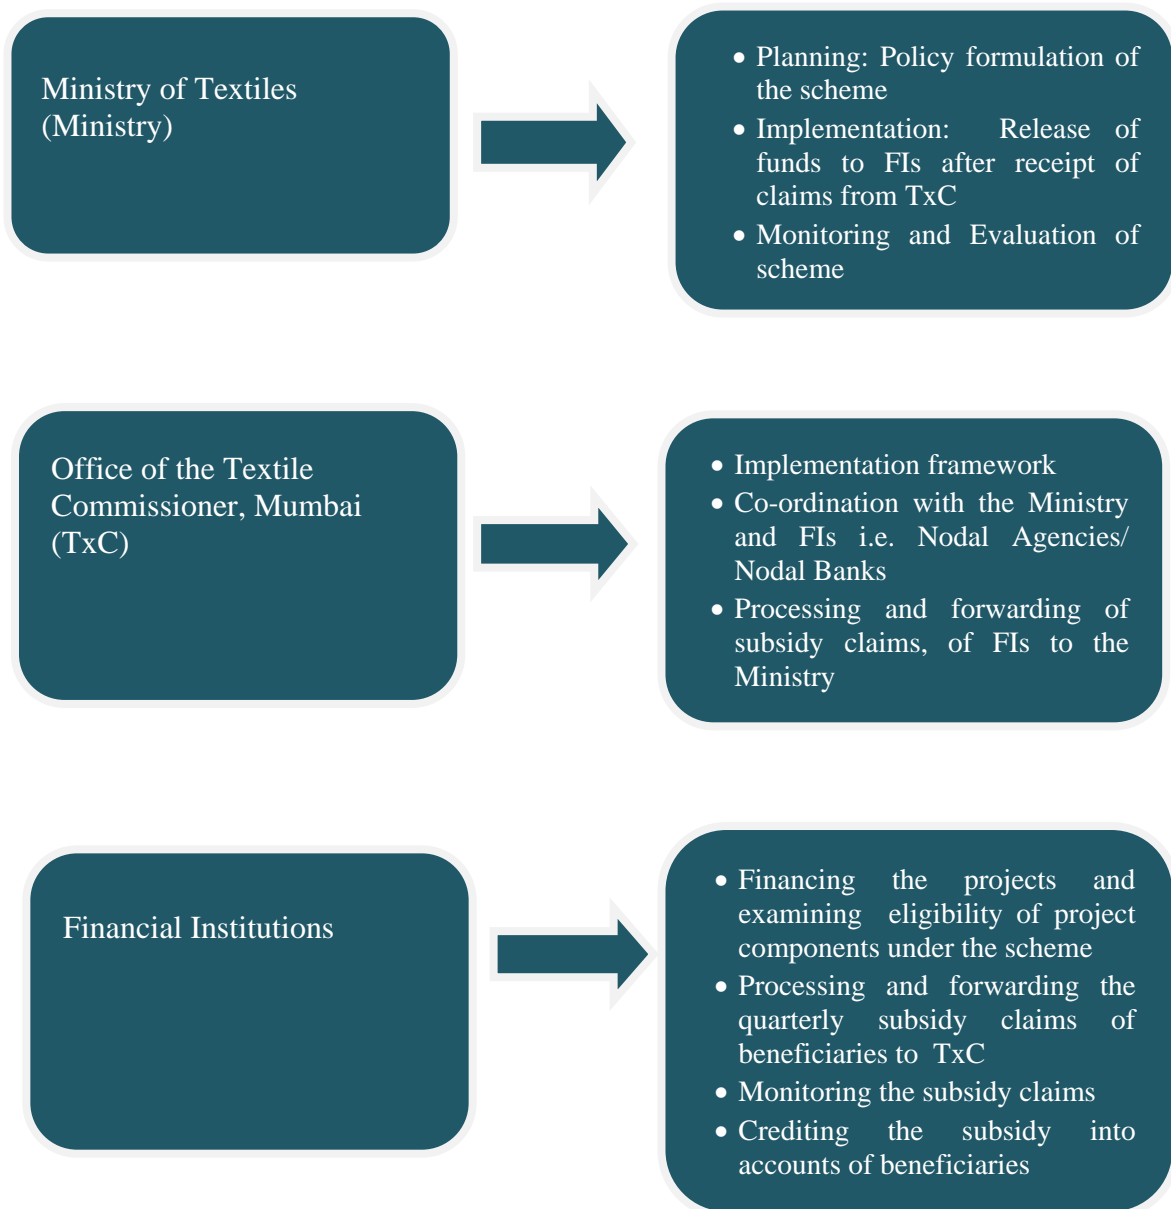 Ministry of Textiles
(Ministry)
• Planning: Policy formulation of
the scheme
• Implementation: Release of
funds to FIs after receipt of
claims from TxC
• Monitoring and Evaluation of
scheme
Office of the Textile
Commissioner, Mumbai
(TxC)
• Implementation framework
• Co-ordination with the Ministry
and FIs i.e. Nodal Agencies/
Nodal Banks
• Processing and forwarding of
subsidy claims, of FIs to the
Ministry
Financial Institutions
• Financing the projects and
examining eligibility of project
components under the scheme
• Processing and forwarding the
quarterly subsidy claims of
beneficiaries to TxC
• Monitoring the subsidy claims
• Crediting the subsidy into
accounts of beneficiaries